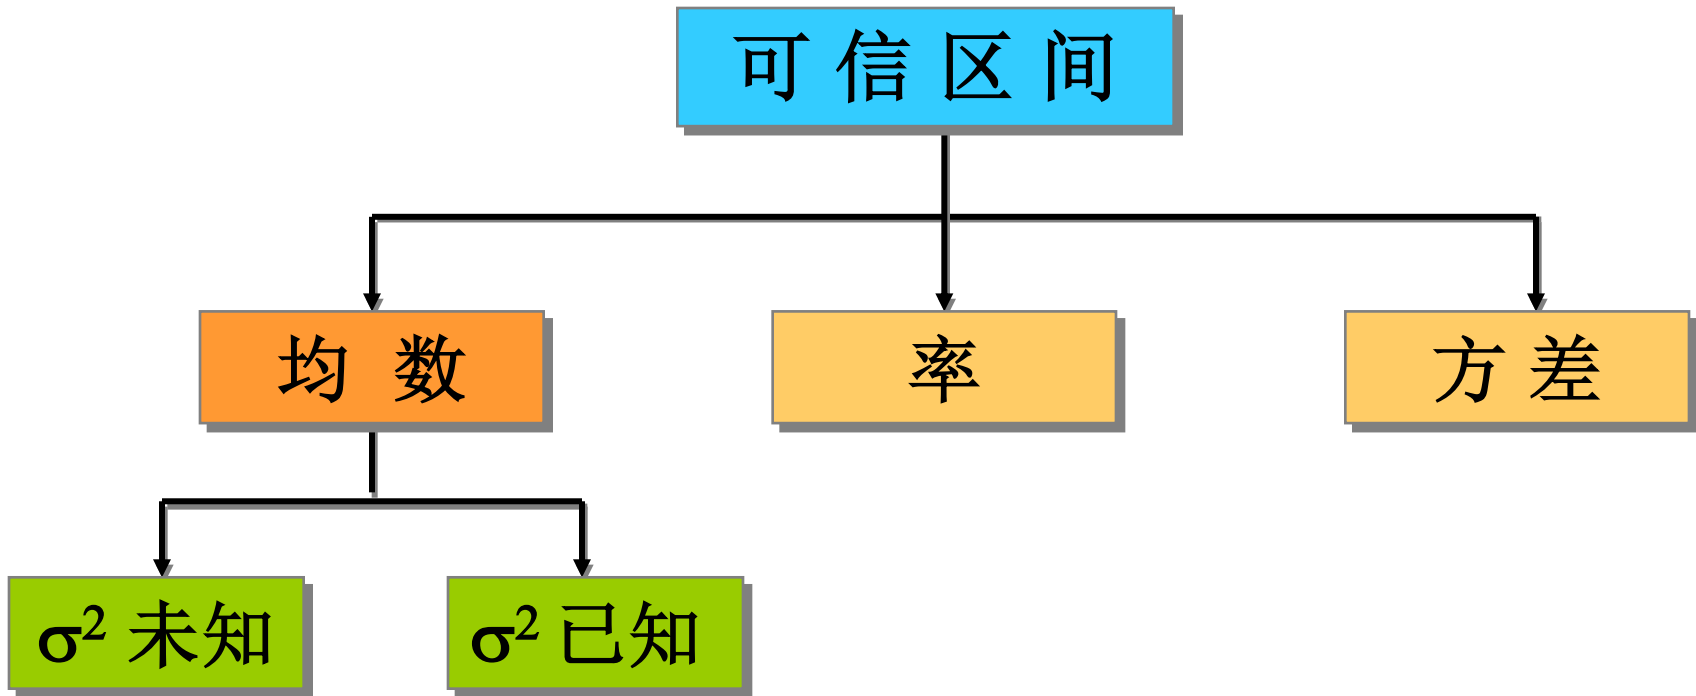 可信区间
均数
率
方差
σ² 未知
σ² 已知